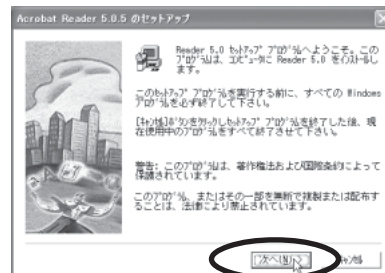 Acrobat Reader 5.0.5 のセットアップ
Reader 5.0 ｾｯﾄｱｯﾌﾟ ﾌﾟﾛｸﾞﾗﾑへようこそ。この
ﾌﾟﾛｸﾞﾗﾑは、ｺﾝﾋﾟｭｰﾀに Reader 5.0 をｲﾝｽﾄｰﾙし
ます。
このｾｯﾄｱｯﾌﾟ ﾌﾟﾛｸﾞﾗﾑを実行する前に、すべての Windows
ﾌﾟﾛｸﾞﾗﾑを必ず終了して下さい。
[ｷｬﾝｾﾙ]ﾎﾞﾀﾝをｸﾘｯｸしｾｯﾄｱｯﾌﾟ ﾌﾟﾛｸﾞﾗﾑを終了した後、現
在使用中のﾌﾟﾛｸﾞﾗﾑをすべて終了させて下さい。
警告: このﾌﾟﾛｸﾞﾗﾑは、著作権法および国際条約によって
保護されています。
このﾌﾟﾛｸﾞﾗﾑ、またはその一部を無断で複製または配布す
ることは、法律により禁止されています。
次へ(N)> ｷｬﾝｾﾙ